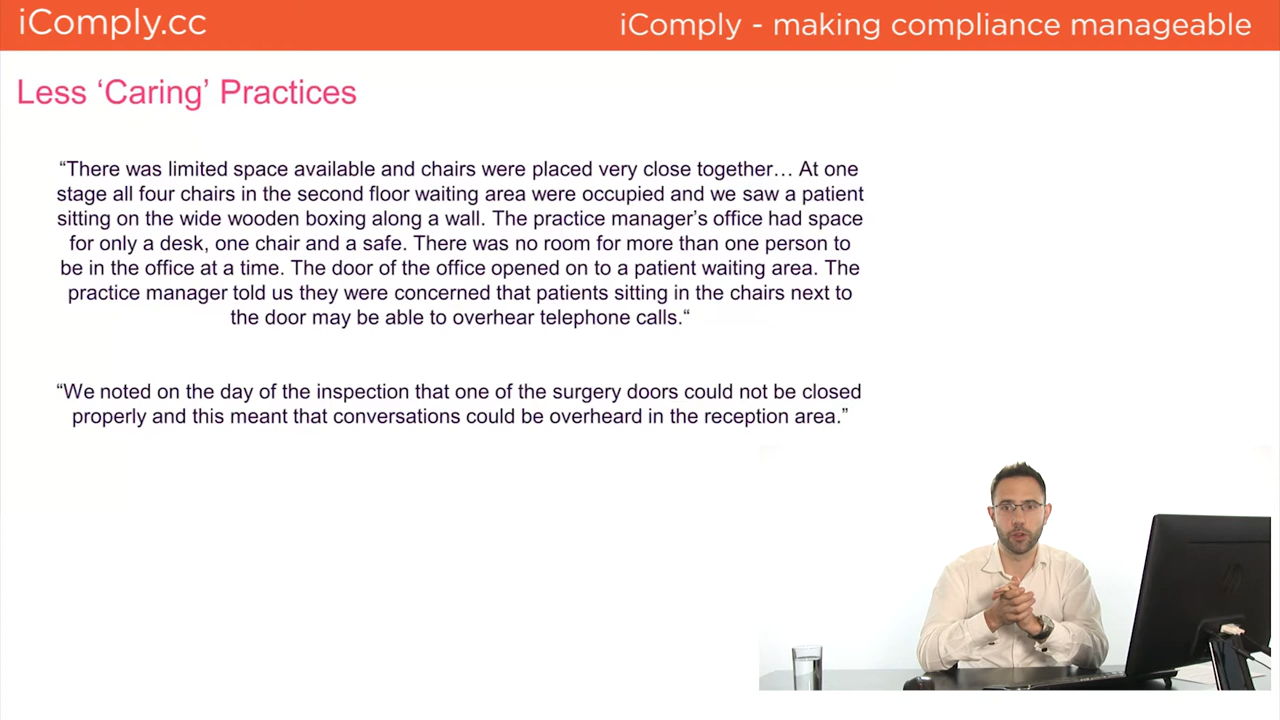 iComply.cc
iComply - making compliance manageable
Less ‘Caring’ Practices
“There was limited space available and chairs were placed very close together… At one
stage all four chairs in the second floor waiting area were occupied and we saw a patient
sitting on the wide wooden boxing along a wall. The practice manager’s office had space
for only a desk, one chair and a safe. There was no room for more than one person to
be in the office at a time. The door of the office opened on to a patient waiting area. The
practice manager told us they were concerned that patients sitting in the chairs next to
the door may be able to overhear telephone calls.“
“We noted on the day of the inspection that one of the surgery doors could not be closed
properly and this meant that conversations could be overheard in the reception area.”